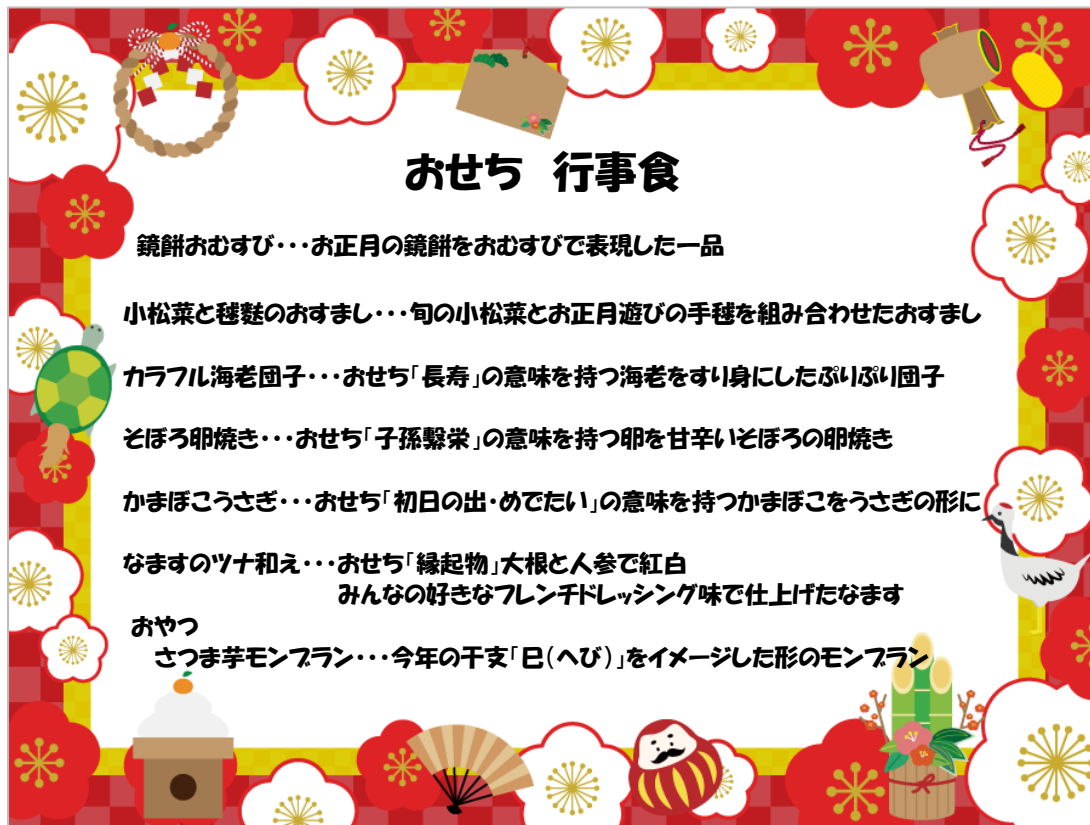 おせち　行事食
鏡餅おむすび・・・お正月の鏡餅をおむすびで表現した一品
小松菜と毬麩のおすまし・・・旬の小松菜とお正月遊びの手毬を組み合わせたおすまし
カラフル海老団子・・・おせち「長寿」の意味を持つ海老をすり身にしたぷりぷり団子
そぼろ卵焼き・・・おせち「子孫繫栄」の意味を持つ卵を甘辛いそぼろの卵焼き
かまぼこうさぎ・・・おせち「初日の出・めでたい」の意味を持つかまぼこをうさぎの形に
なますのツナ和え・・・おせち「縁起物」大根と人参で紅白
みんなの好きなフレンチドレッシング味で仕上げたなます
おやつ
さつま芋モンブラン・・・今年の干支「巳(へび)」をイメージした形のモンブラン